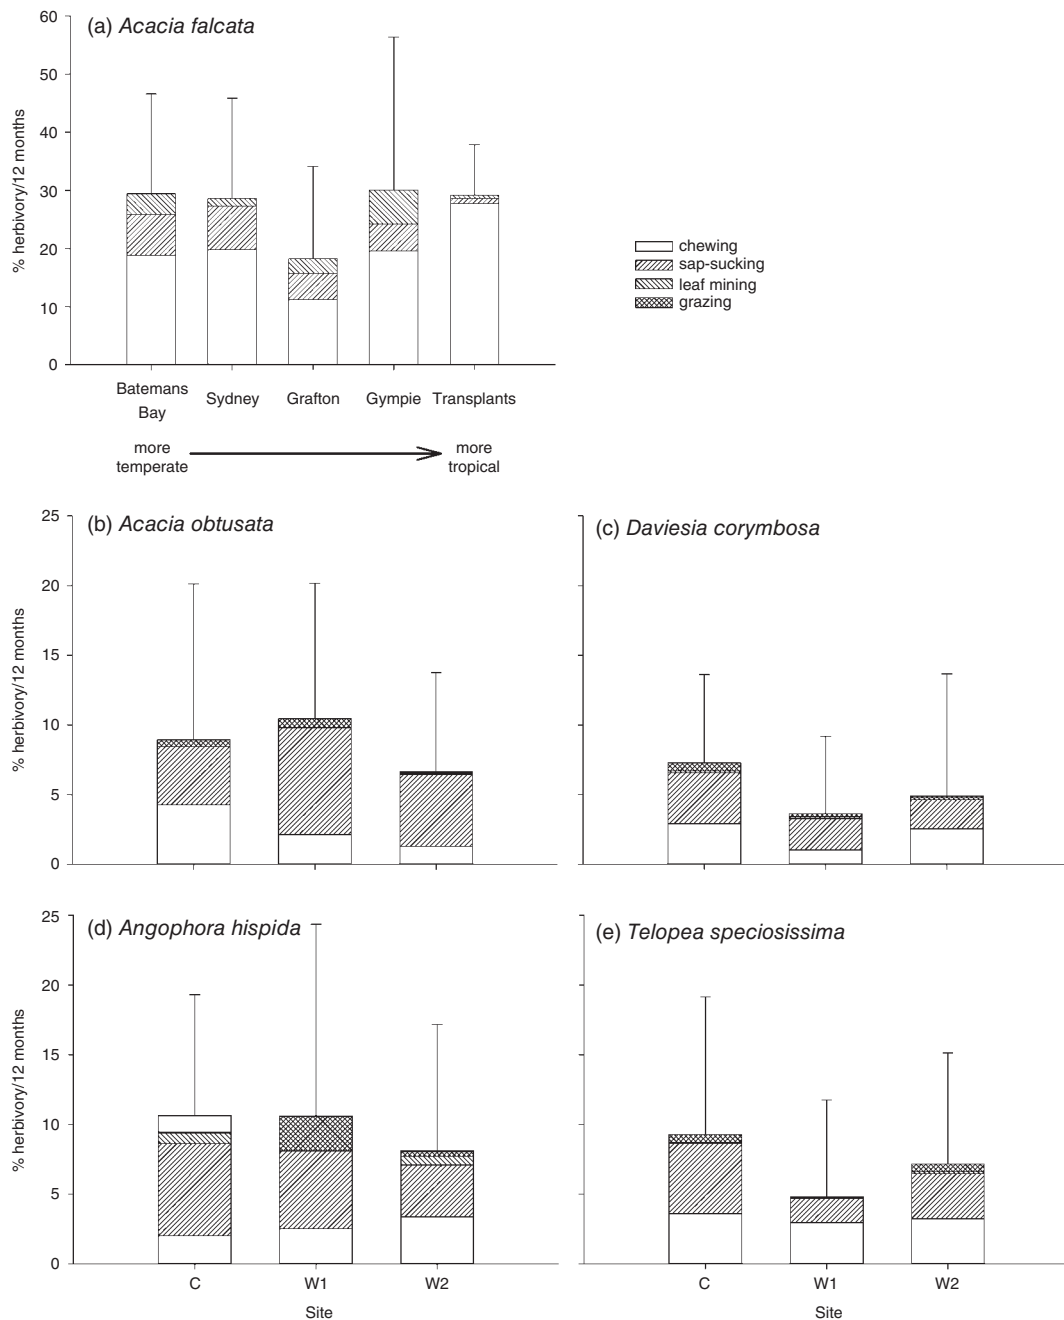 (a) Acacia falcata
60
50
40
30
20
10
0
% herbivory/12 months
Batemans Bay
Sydney
Grafton
Gympie
Transplants
more temperate
more tropical
chewing
sap-sucking
leaf mining
grazing
(b) Acacia obtusata
25
20
15
10
5
0
% herbivory/12 months
(c) Daviesia corymbosa
(d) Angophora hispida
25
20
15
10
5
0
% herbivory/12 months
C
W1
W2
Site
(e) Telopea speciosissima
C
W1
W2
Site